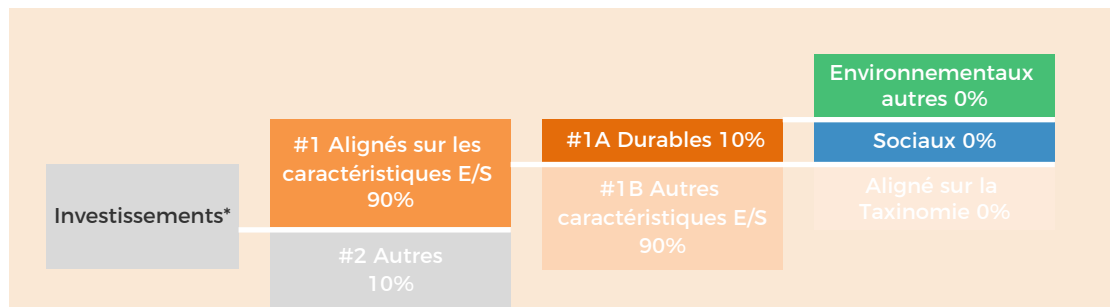 Investissements*
#1 Alignés sur les
caractéristiques E/S
90%
#2 Autres
10%
#1A Durables 10%
#1B Autres
caractéristiques E/S
90%
Environnementaux
autres 0%
Sociaux 0%
Aligné sur la
Taxinomie 0%